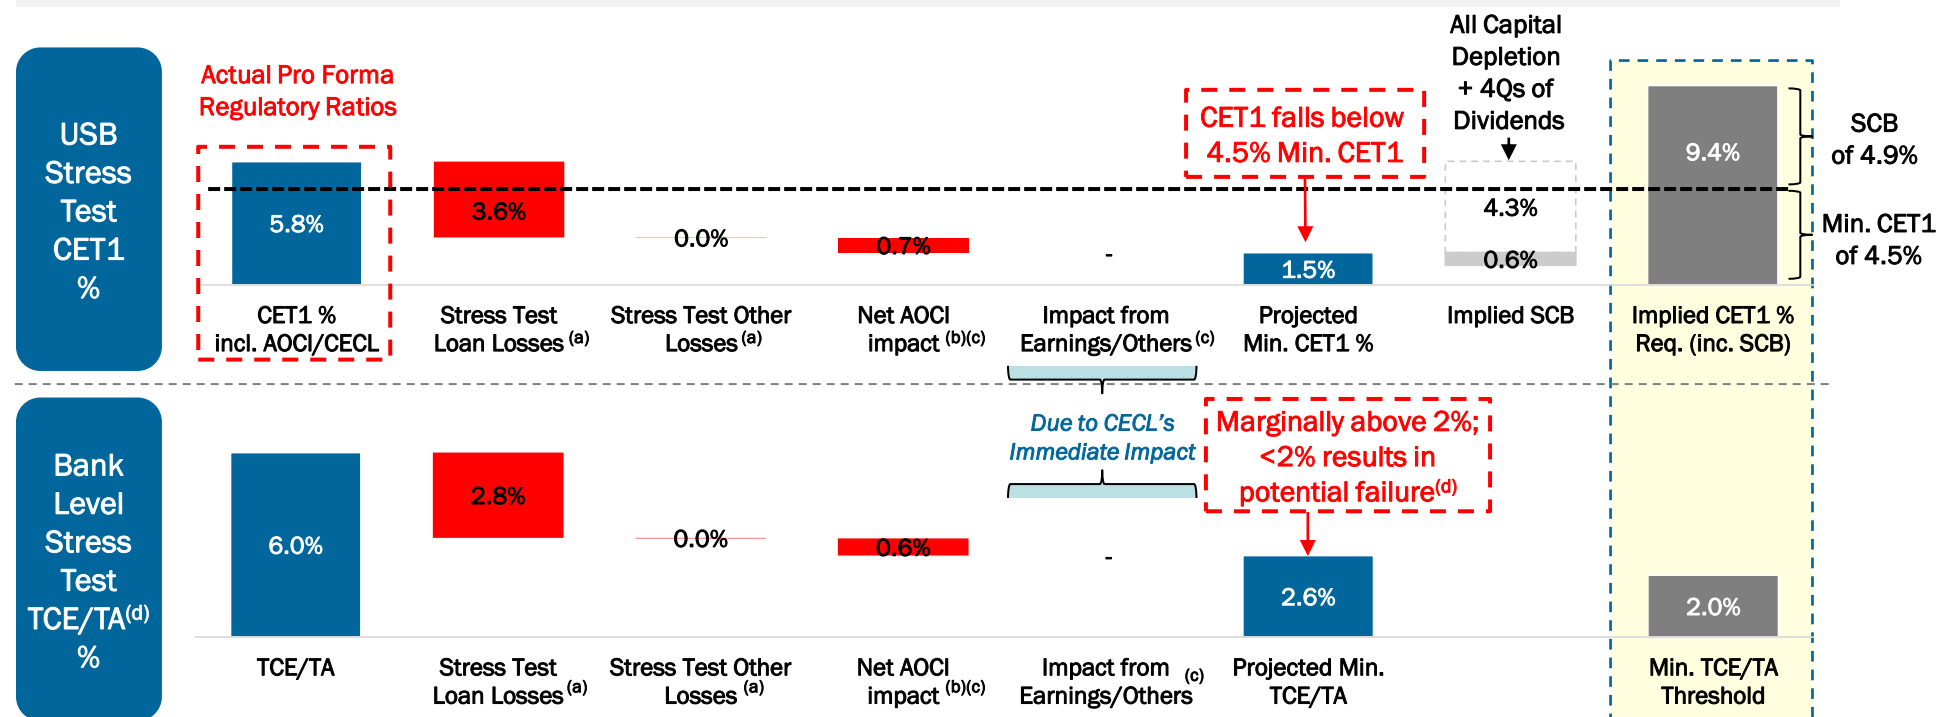 USB
Stress
Test
CET1
%
Actual Pro Forma
Regulatory Ratios
5.8%
3.6%
0.0%
0.7%
-
CET1 falls below
4.5% Min. CET1
1.5%
All Capital
Depletion
+ 4Qs of
Dividends
4.3%
0.6%
9.4%
SCB
of 4.9%
Min. CET1
of 4.5%
CET1 %
incl. AOCI/CECL
Stress Test
Loan Losses (a)
Stress Test Other
Losses (a)
Net AOCI
impact (b)(c)
Impact from
Earnings/Others (c)
Projected
Min. CET1 %
Implied SCB
Implied CET1 %
Req. (inc. SCB)
Bank
Level
Stress
Test
TCE/TA(d)
%
6.0%
2.8%
0.0%
0.6%
Due to CECL's
Immediate Impact
-
Marginally above 2%;
<2% results in
potential failure(d)
2.6%
2.0%
TCE/TA
Stress Test
Loan Losses (a)
Stress Test Other
Losses (a)
Net AOCI
impact (b)(c)
Impact from
Earnings/Others (c)
Projected Min.
TCE/TA
Min. TCE/TA
Threshold